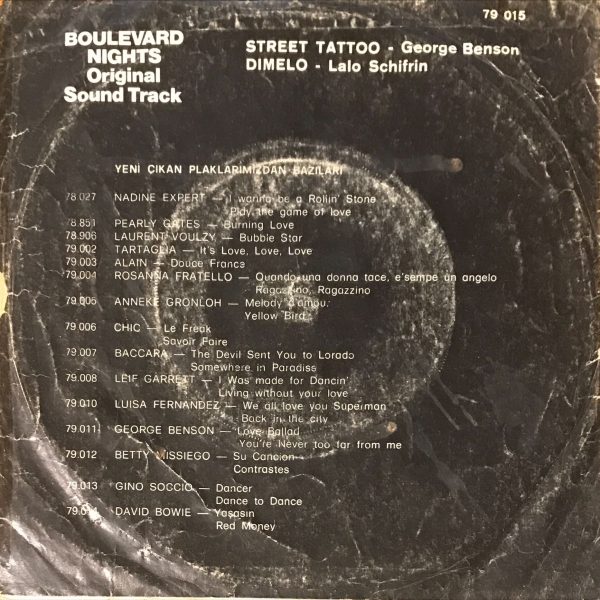 79 015
BOULEVARD
NIGHTS
Original
Sound Track
STREET TATTOO - George Benson
DIMELO - Lalo Schifrin
YENİ ÇIKAN PLAKLARIMIZDAN BAZILARI
78.027 NADINE EXPERT — I wanna be a Rollin' Stone
Play the game of love
78.851 PEARLY GATES — Burning Love
78.906 LAURENT VOULZY — Bubble Star
79.002 TARTAGLIA — It's Love, Love, Love
79.003 ALAIN — Douce France
79.004 ROSANNA FRATELLO — Quando una donna tace, e'sempe un angelo
Ragazzino, Ragazzino
79.005 ANNEKE GRONLOH — Melody d'amou.
Yellow Bird
79.006 CHIC — Le Freak
Savoir Faire
79.007 BACCARA — The Devil Sent You to Lorado
Somewhere in Paradise
79.008 LEIF GARRETT — I Was made for Dancin'
Living without your love
79.010 LUISA FERNANDEZ — We all love you Superman
Back in the city
79.011 GEORGE BENSON — Love Ballad
You're Never too far from me
79.012 BETTY MISSIEGO — Su Cancion
Contrastes
79.013 GINO SOCCIO — Dancer
Dance to Dance
DAVID BOWIE — Yaşasın
Red Money